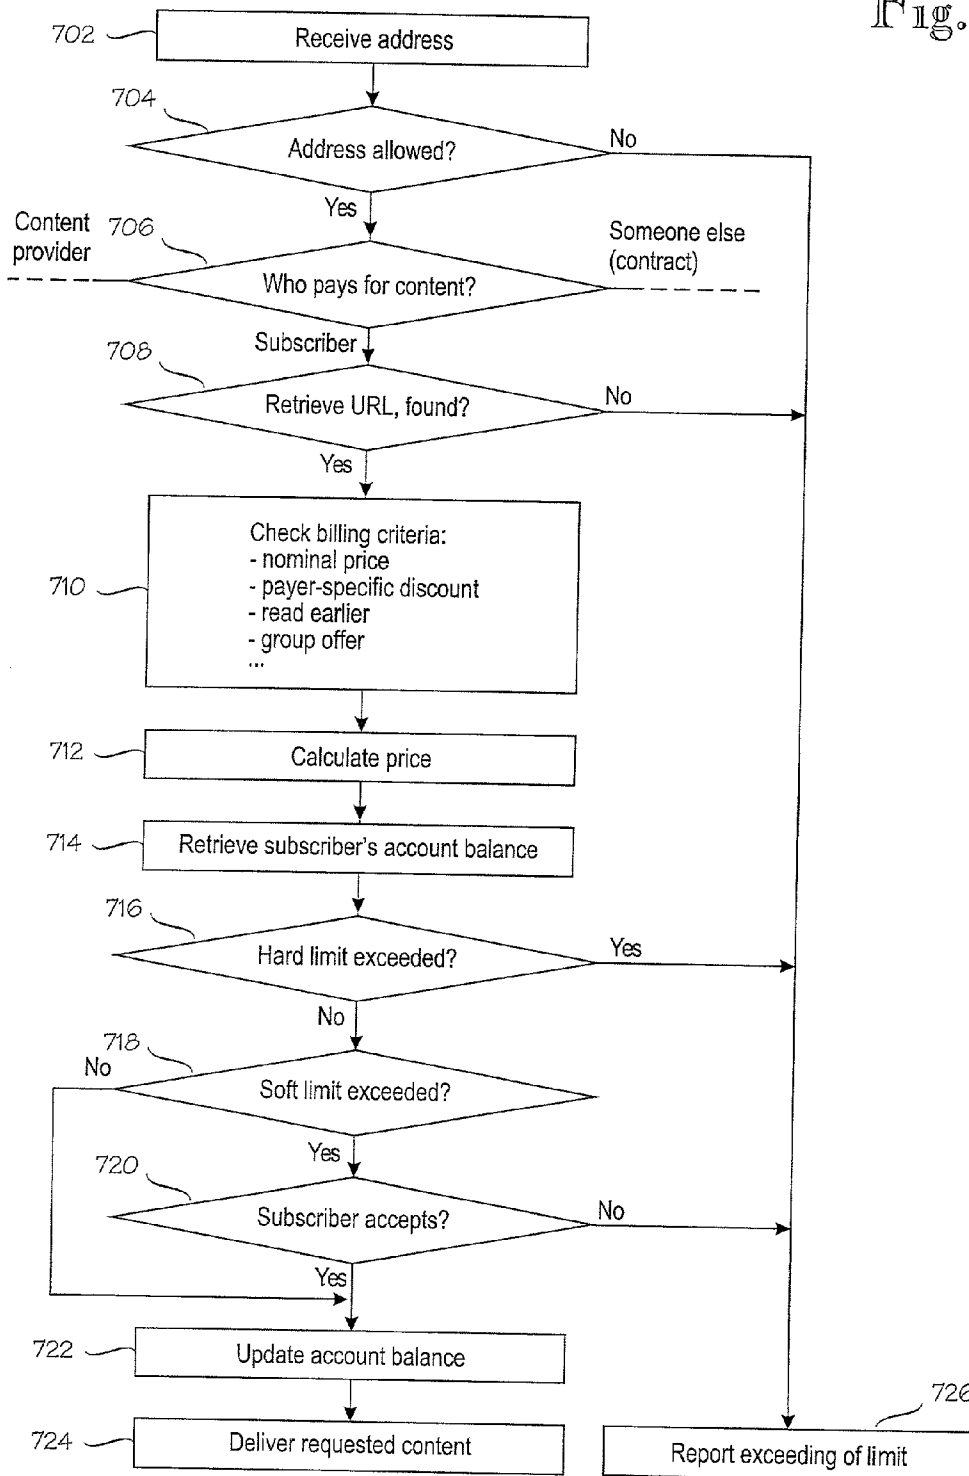 Fig.
702
Receive address
704
Address allowed?
No
Yes
Content
provider
706
Someone else
(contract)
Who pays for content?
Subscriber
708
Retrieve URL, found?
No
Yes
710
Check billing criteria:
- nominal price
- payer-specific discount
- read earlier
- group offer
...
712
Calculate price
714
Retrieve subscriber's account balance
716
Hard limit exceeded?
Yes
No
718
No
Soft limit exceeded?
Yes
720
Subscriber accepts?
No
Yes
722
Update account balance
726
724
Deliver requested content
Report exceeding of limit